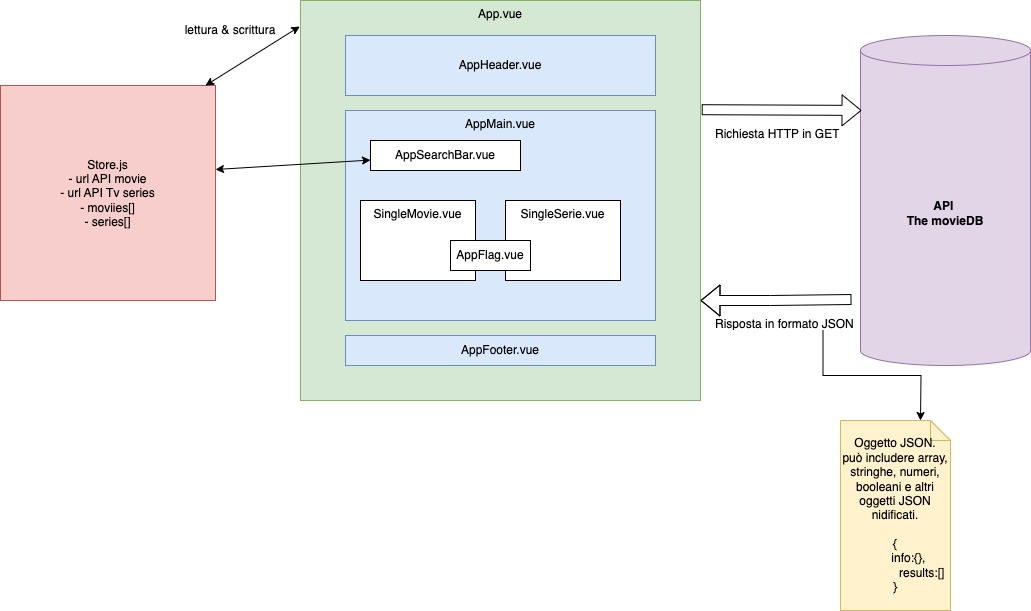 App.vue
lettura & scrittura
AppHeader.vue
AppMain.vue
Richiesta HTTP in GET
AppSearchBar.vue
Store.js
- url API movie
- url API Tv series
- moviies[]
- series[]
SingleMovie.vue
SingleSerie.vue
API
The movieDB
AppFlag.vue
Risposta in formato JSON
AppFooter.vue
Oggetto JSON.
può includere array,
stringhe, numeri,
booleani e altri
oggetti JSON
nidificati.
{
info:{},
results:[]
}